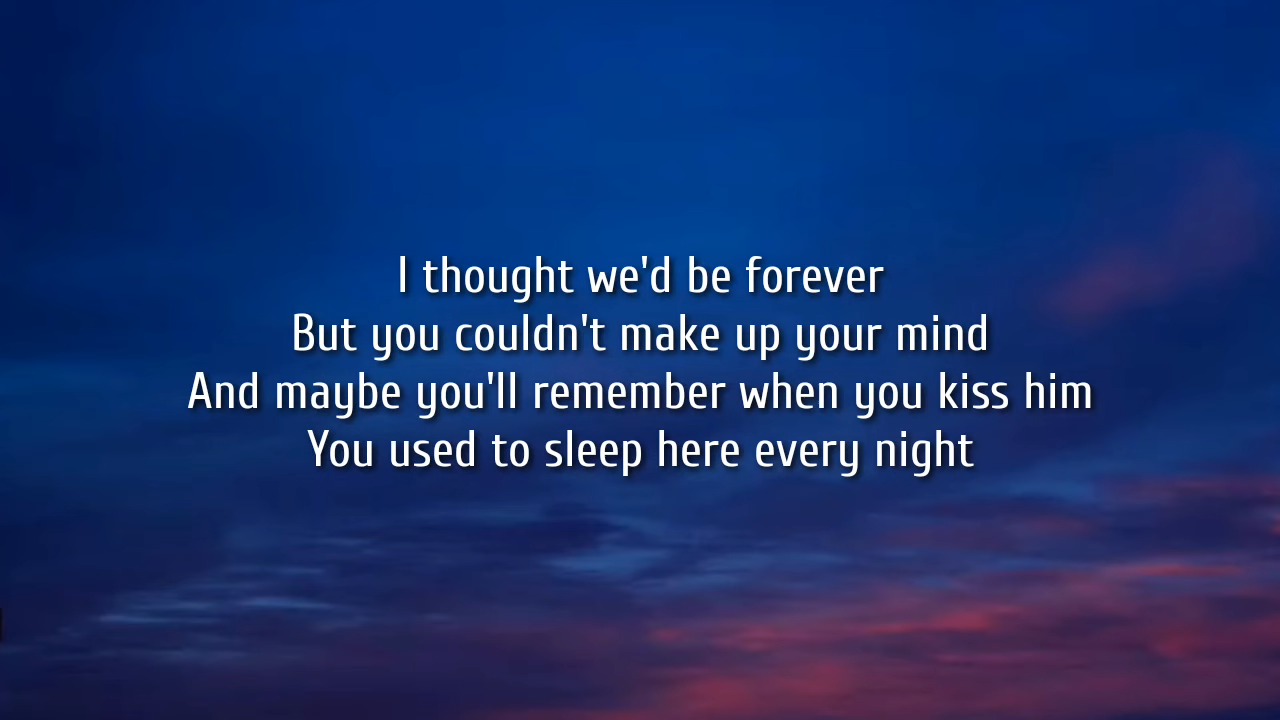 I thought we'd be forever
But you couldn't make up your mind
And maybe you'll remember when you kiss him
You used to sleep here every night